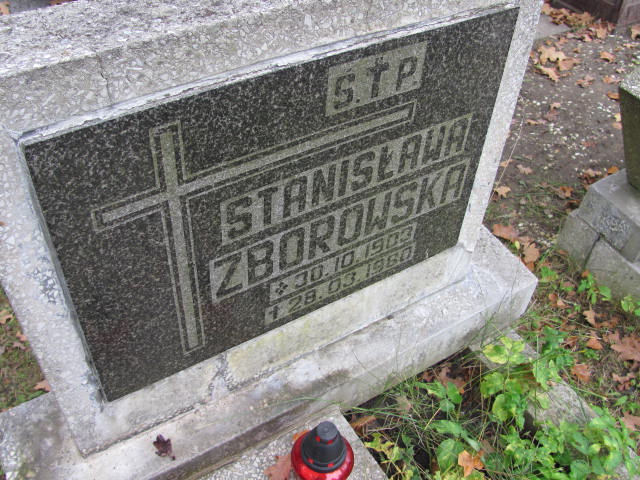 Ś.†P.
STANISŁAWA
ZBOROWSKA
* 30.10.1903
† 28.03.1960